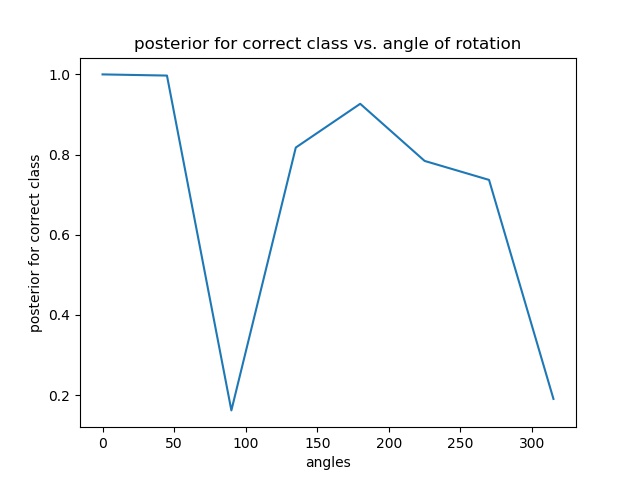 posterior for correct class vs. angle of rotation
posterior for correct class
1.0
0.8
0.6
0.4
0.2
0 50 100 150 200 250 300
angles